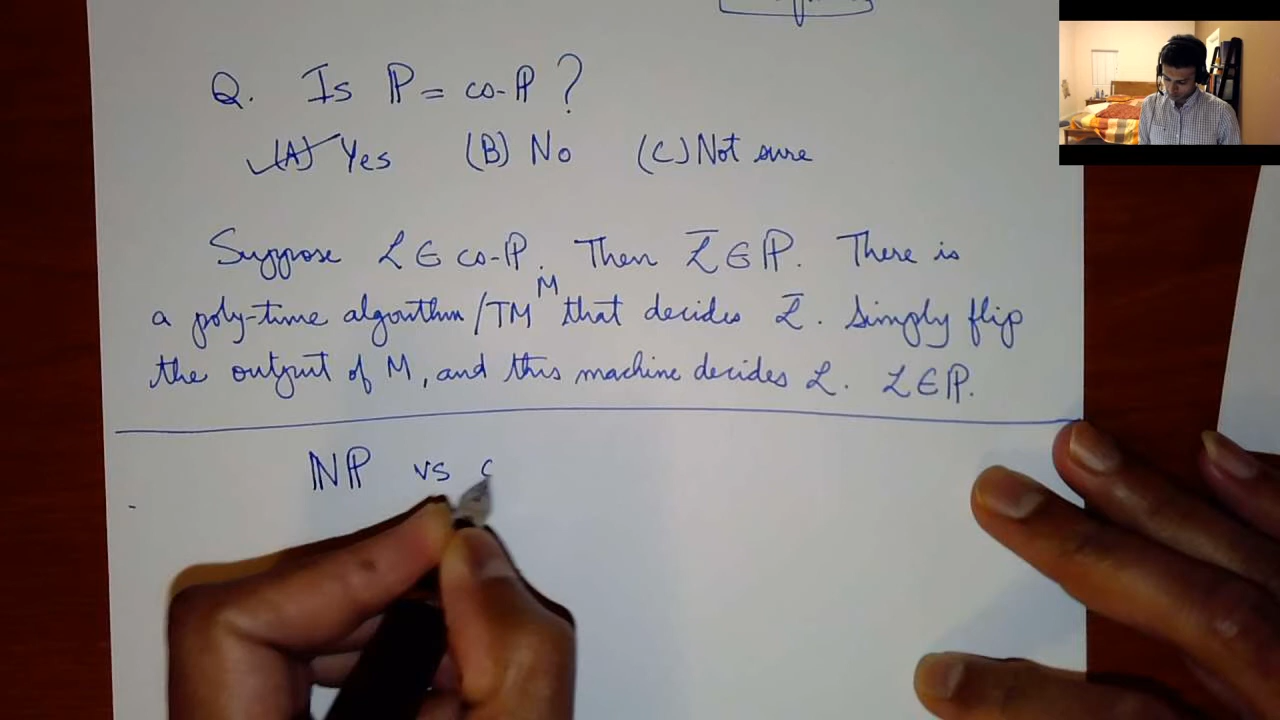 Q. Is ℙ = co-ℙ ?
(A) Yes (B) No (C) Not sure
Suppose L ∈ co-ℙ. Then L̅ ∈ ℙ. There is
a poly-time algorithm/TM M that decides L̅. Simply flip
the output of M, and this machine decides L. L ∈ ℙ.
ℕℙ vs c